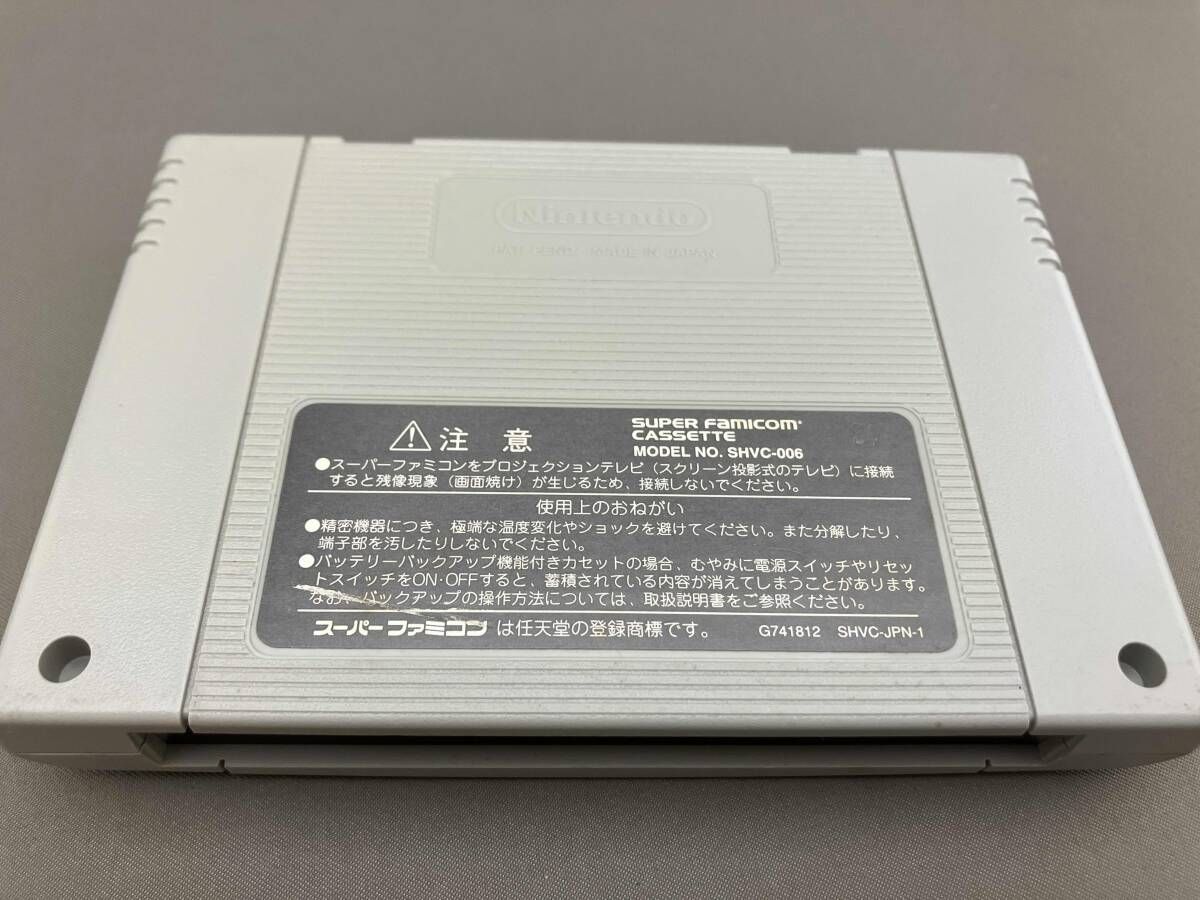 Nintendo
PAT. PEND. MADE IN JAPAN
⚠注意
SUPER FAMICOM
CASSETTE
MODEL NO. SHVC-006
●スーパーファミコンをプロジェクションテレビ（スクリーン投影式のテレビ）に接続
すると残像現象（画面焼け）が生じるため、接続しないでください。
使用上のおねがい
●精密機器につき、極端な温度変化やショックを避けてください。また分解したり、
端子部を汚したりしないでください。
●バッテリーバックアップ機能付きカセットの場合、むやみに電源スイッチやリセッ
トスイッチをON・OFFすると、蓄積されている内容が消えてしまうことがあります。
なお、バックアップの操作方法については、取扱説明書をご参照ください。
スーパーファミコン は任天堂の登録商標です。
G741812 SHVC-JPN-1